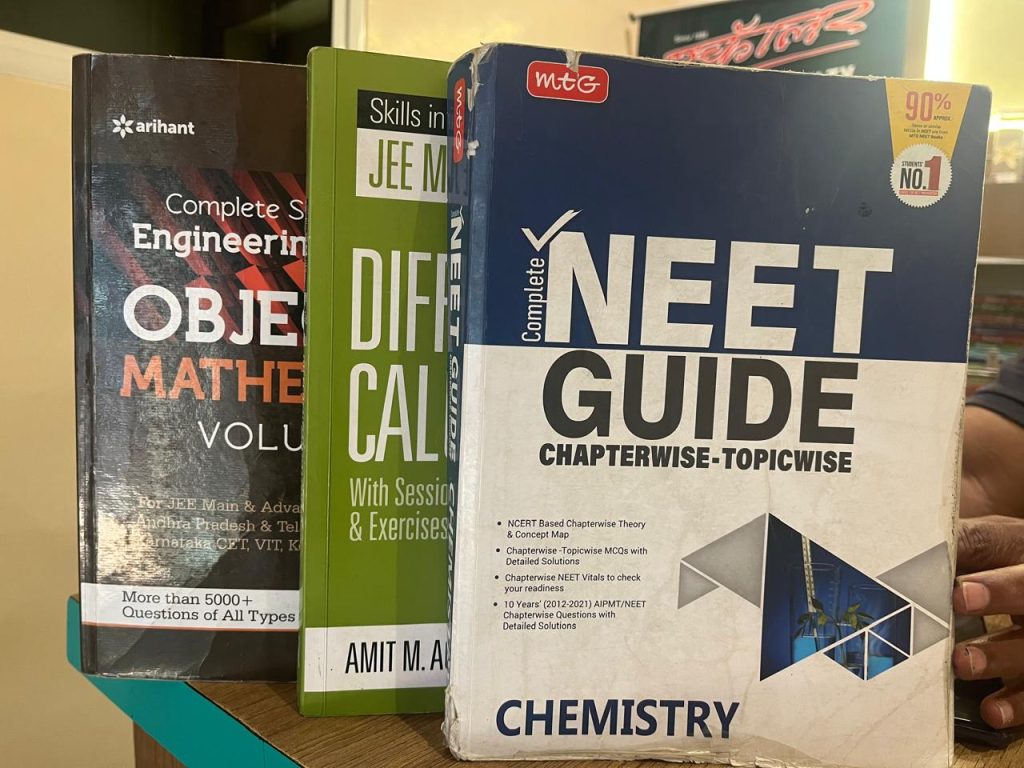 arihant
Complete S
Engineerin
OBJE
MATHE
VOLU
For JEE Main & Adva
Andhra Pradesh & Tel
Karnataka CET, VIT, K
More than 5000+
Questions of All Types
Skills in
JEE M
DIFF
CAL
With Sessio
& Exercises
AMIT M. A
mtG
NEET GUIDE
mtG
90%
APPROX.
STUDENTS'
NO.1
Complete
NEET
GUIDE
CHAPTERWISE-TOPICWISE
• NCERT Based Chapterwise Theory
& Concept Map
• Chapterwise -Topicwise MCQs with
Detailed Solutions
• Chapterwise NEET Vitals to check
your readiness
• 10 Years' (2012-2021) AIPMT/NEET
Chapterwise Questions with
Detailed Solutions
CHEMISTRY